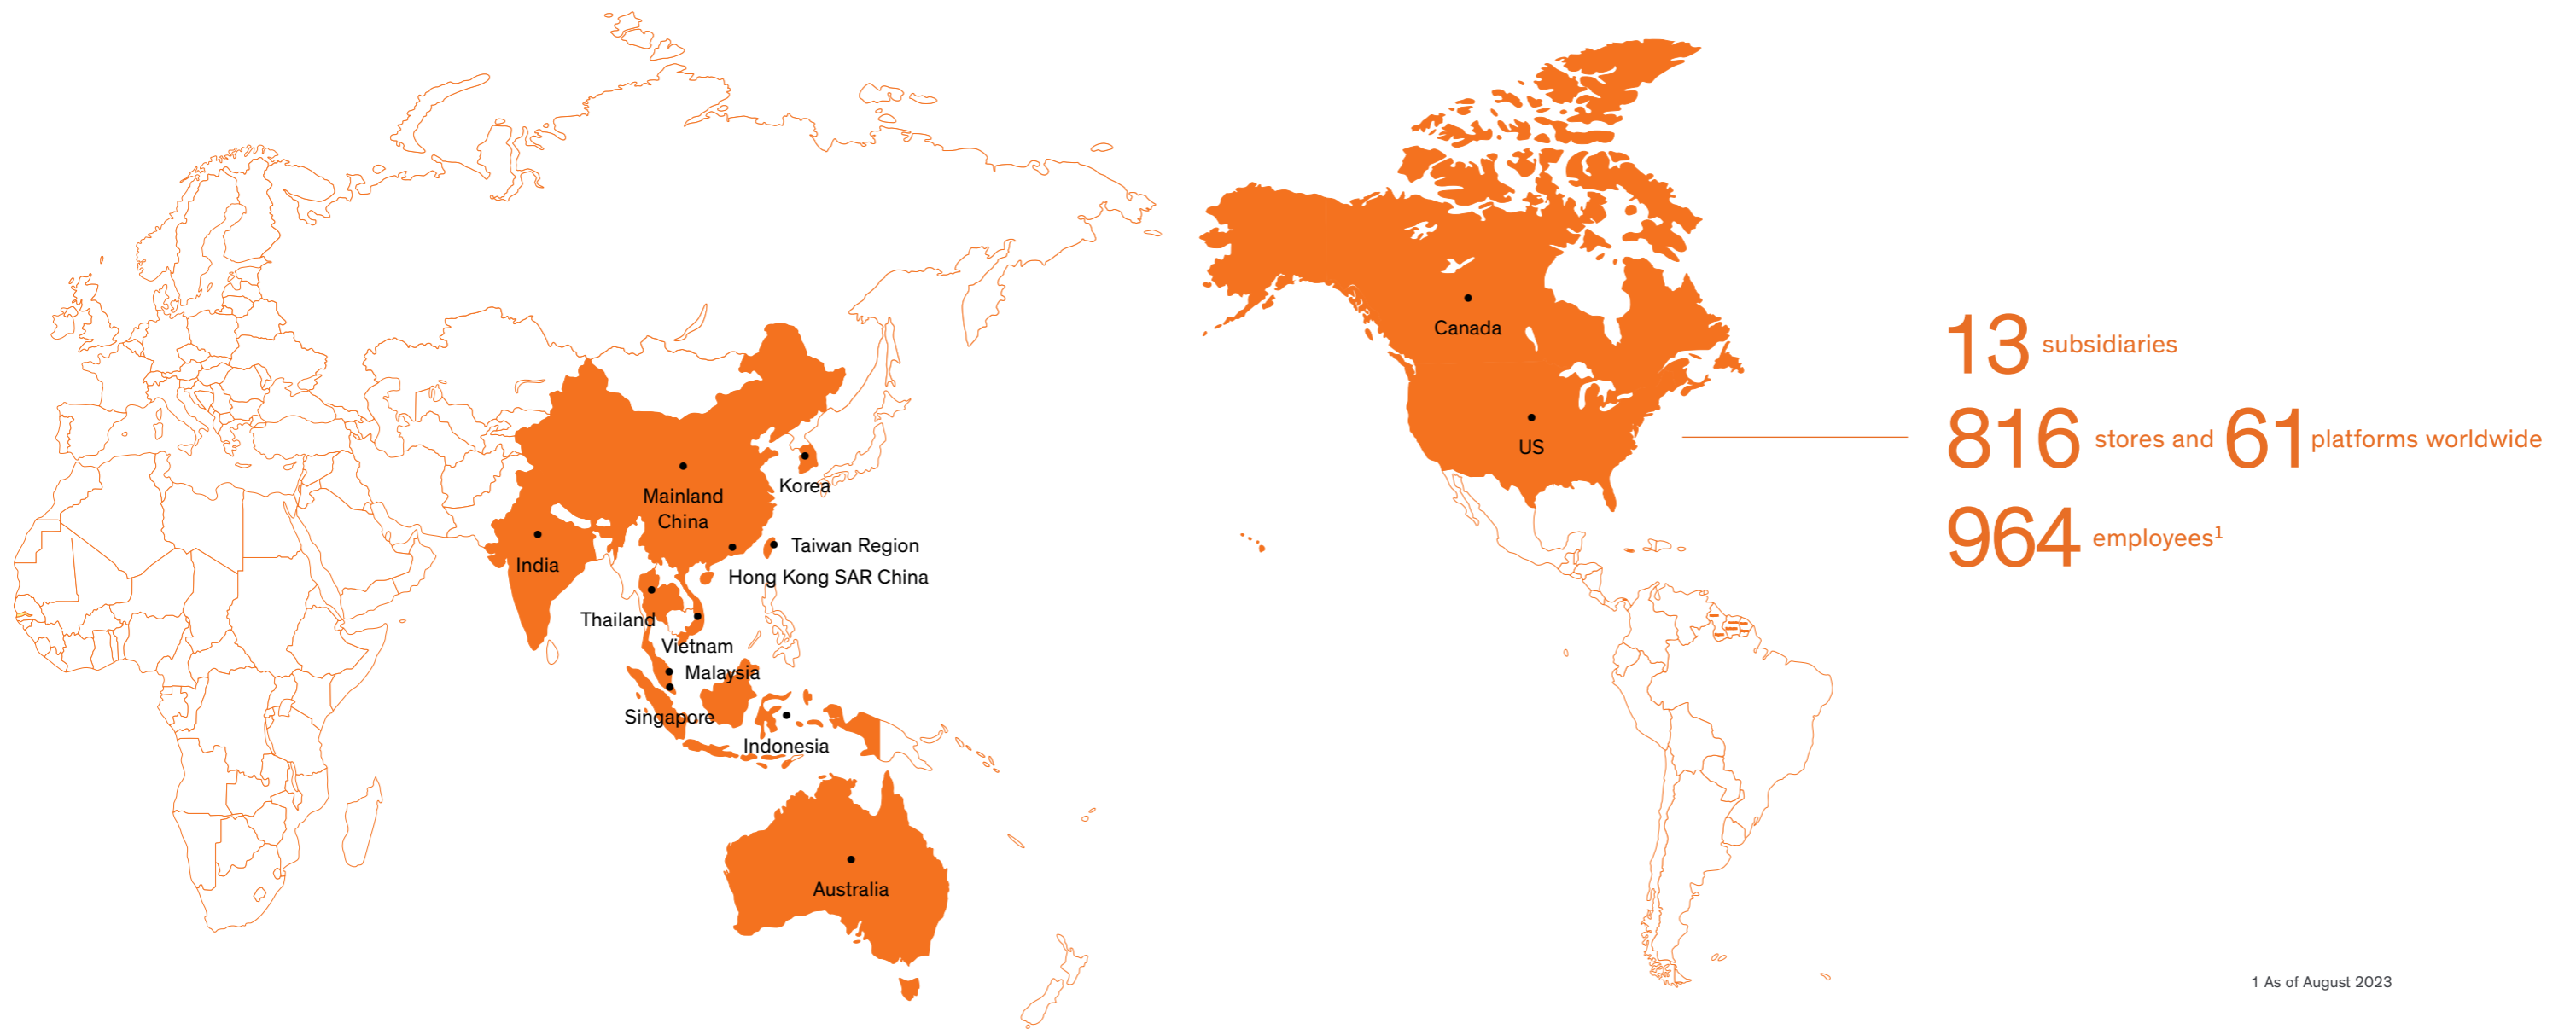 Canada
US
13 subsidiaries
816 stores and 61 platforms worldwide
964 employees¹
Korea
Mainland
China
India
Taiwan Region
Hong Kong SAR China
Thailand
Vietnam
Malaysia
Singapore
Indonesia
Australia
1 As of August 2023